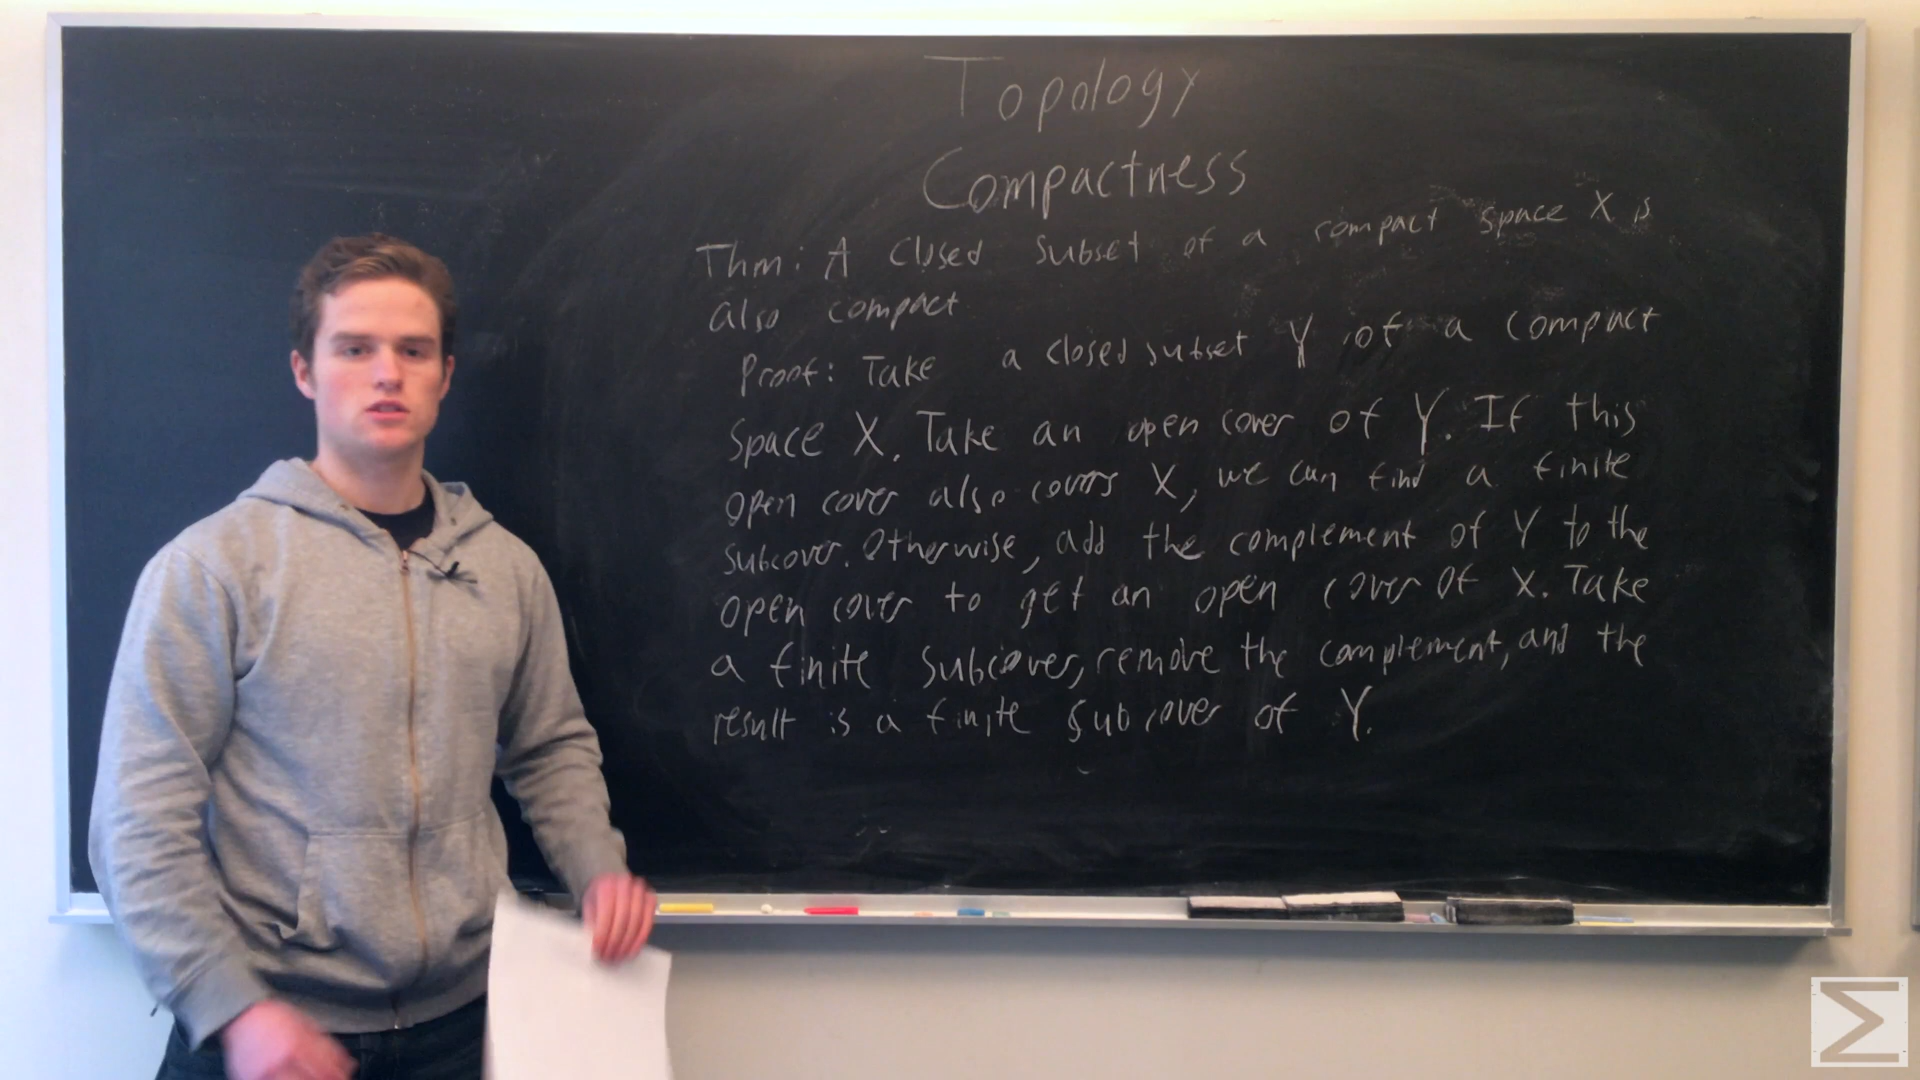 Topology
Compactness
Thm: A closed subset of a compact space X is
also compact
Proof: Take a closed subset Y of a compact
space X. Take an open cover of Y. If this
open cover also covers X, we can find a finite
subcover. Otherwise, add the complement of Y to the
open cover to get an open cover of X. Take
a finite subcover, remove the complement, and the
result is a finite subcover of Y.
Σ